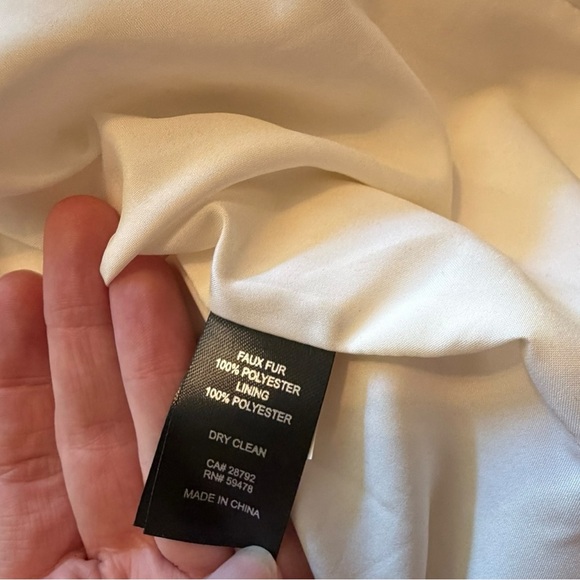 FAUX FUR
100% POLYESTER
LINING
100% POLYESTER
DRY CLEAN
CA# 28792
RN# 59478
MADE IN CHINA